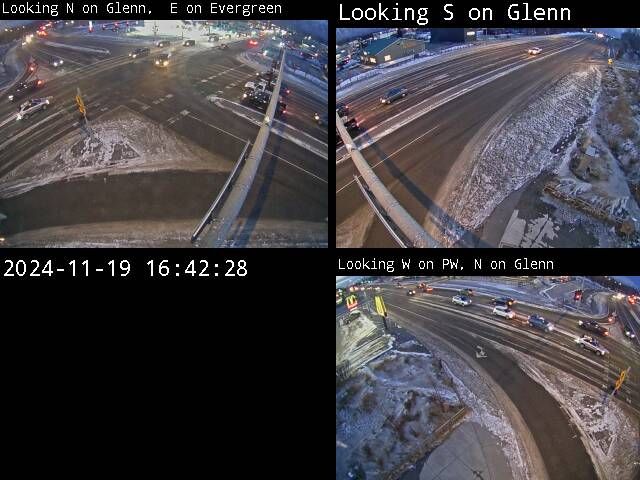 Looking N on Glenn, E on Evergreen
Looking S on Glenn
2024-11-19 16:42:28
Looking W on PW, N on Glenn